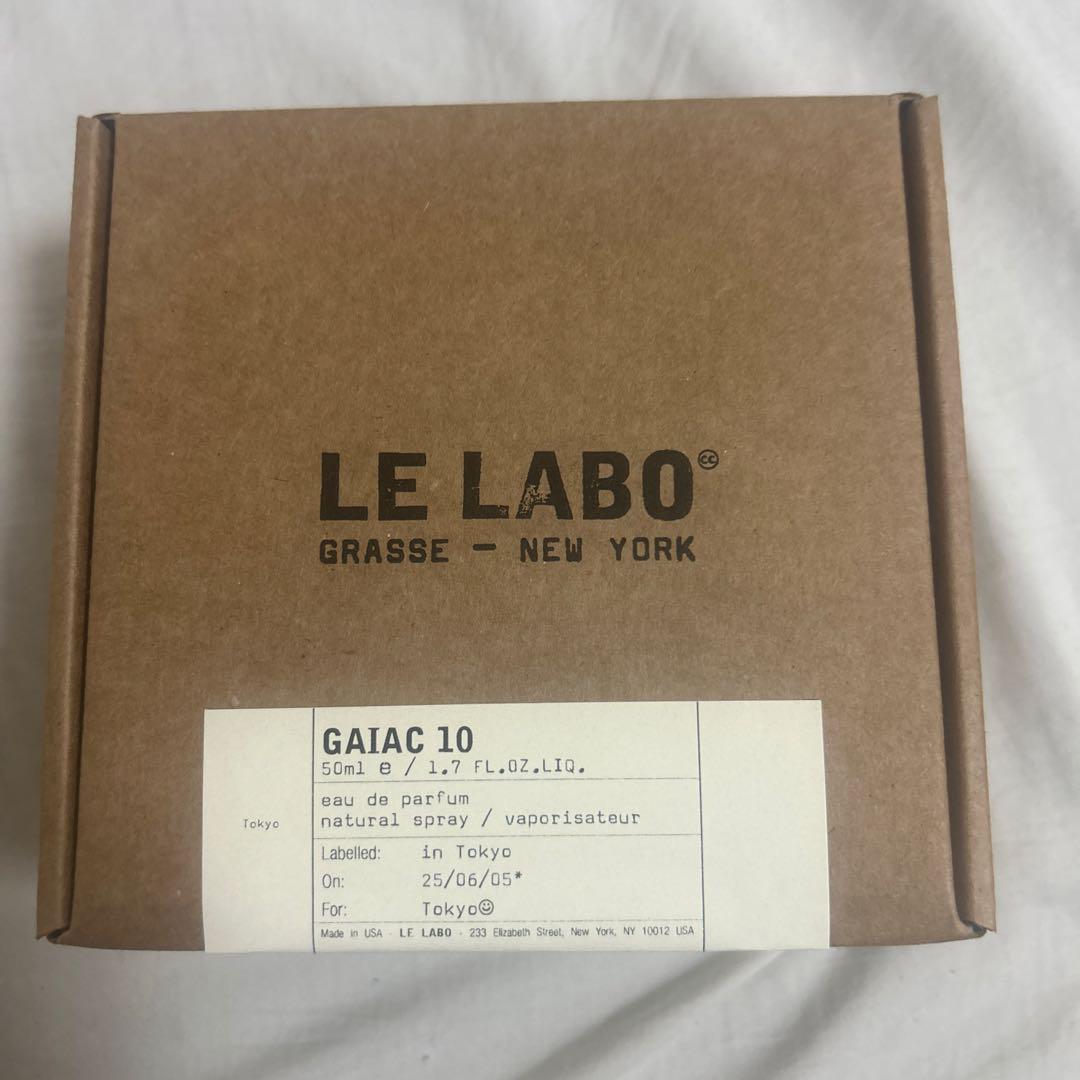 LE LABO
GRASSE — NEW YORK
GAIAC 10
50ml e / 1.7 FL.OZ.LIQ.
eau de parfum
natural spray / vaporisateur
Tokyo
Labelled: in Tokyo
On: 25/06/05*
For: Tokyo☺
Made in USA - LE LABO - 233 Elizabeth Street, New York, NY 10012 USA